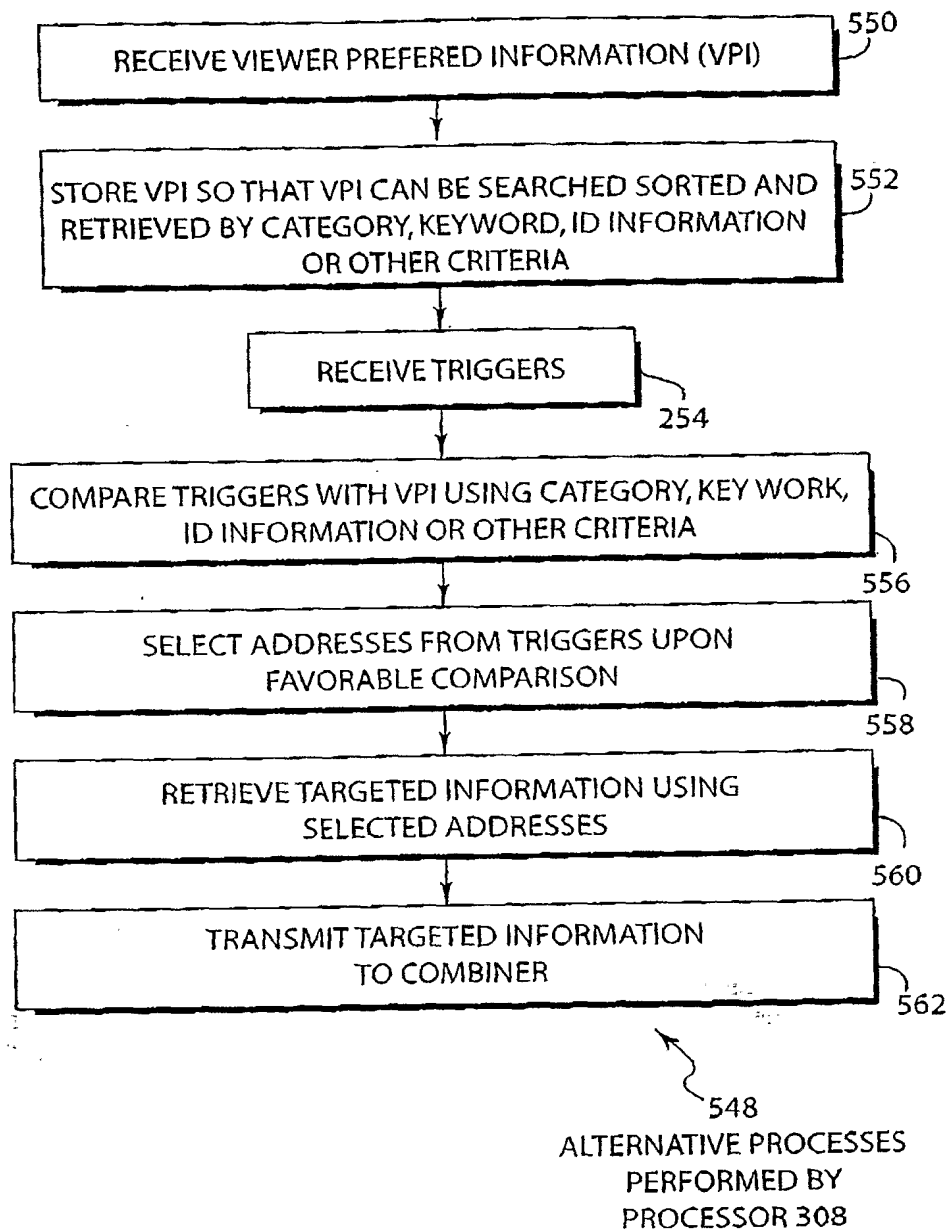 RECEIVE VIEWER PREFERED INFORMATION (VPI)
550
STORE VPI SO THAT VPI CAN BE SEARCHED SORTED AND
RETRIEVED BY CATEGORY, KEYWORD, ID INFORMATION
OR OTHER CRITERIA
552
RECEIVE TRIGGERS
254
COMPARE TRIGGERS WITH VPI USING CATEGORY, KEY WORK,
ID INFORMATION OR OTHER CRITERIA
556
SELECT ADDRESSES FROM TRIGGERS UPON
FAVORABLE COMPARISON
558
RETRIEVE TARGETED INFORMATION USING
SELECTED ADDRESSES
560
TRANSMIT TARGETED INFORMATION
TO COMBINER
562
548
ALTERNATIVE PROCESSES
PERFORMED BY
PROCESSOR 308